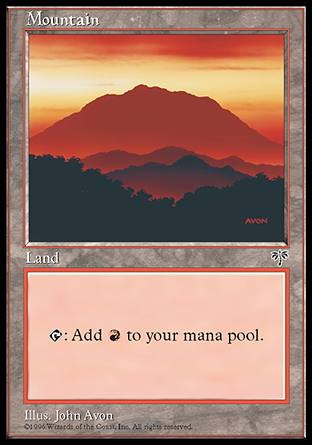 Mountain
AVON
Land
: Add to your mana pool.
Illus. John Avon
©1996 Wizards of the Coast, Inc. All rights reserved.